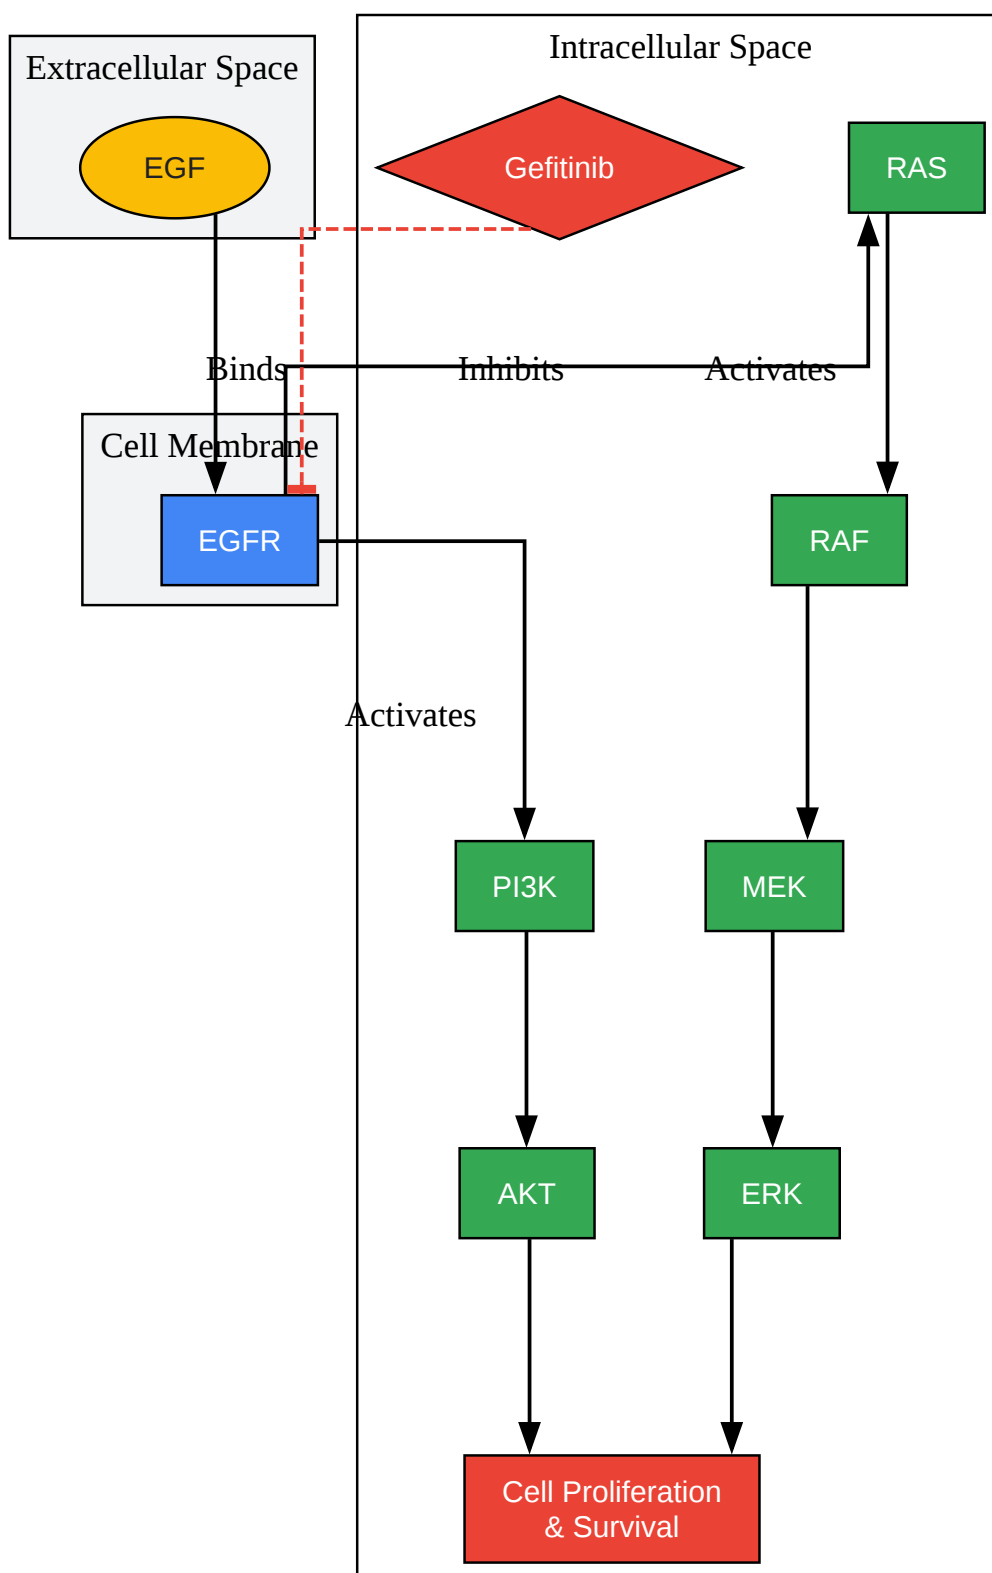 Intracellular Space
Extracellular Space
EGF
Gefitinib
RAS
Binds
Inhibits
Activates
Cell Membrane
EGFR
RAF
Activates
PI3K
MEK
AKT
ERK
Cell Proliferation
& Survival